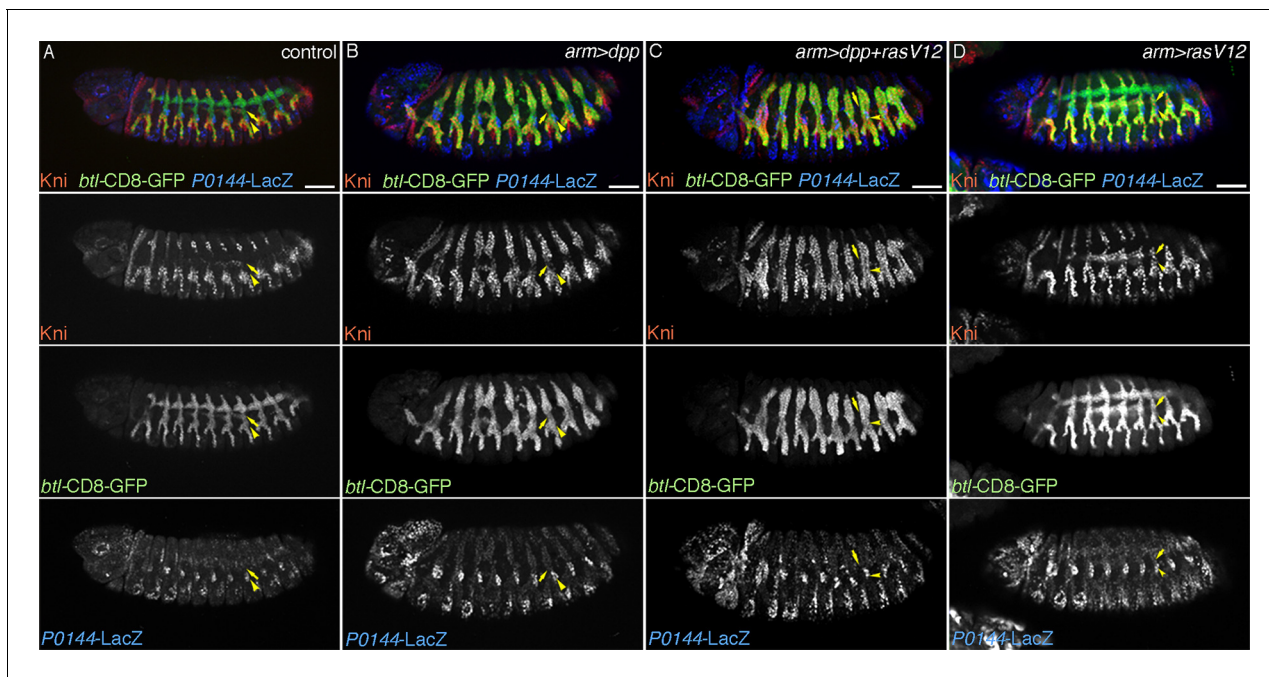 A control
B arm>dpp
C arm>dpp+rasV12
D arm>rasV12
Kni btl-CD8-GFP P0144-LacZ
Kni btl-CD8-GFP P0144-LacZ
Kni btl-CD8-GFP P0144-LacZ
Kni btl-CD8-GFP P0144-LacZ
Kni
Kni
Kni
Kni
btl-CD8-GFP
btl-CD8-GFP
btl-CD8-GFP
btl-CD8-GFP
P0144-LacZ
P0144-LacZ
P0144-LacZ
P0144-LacZ